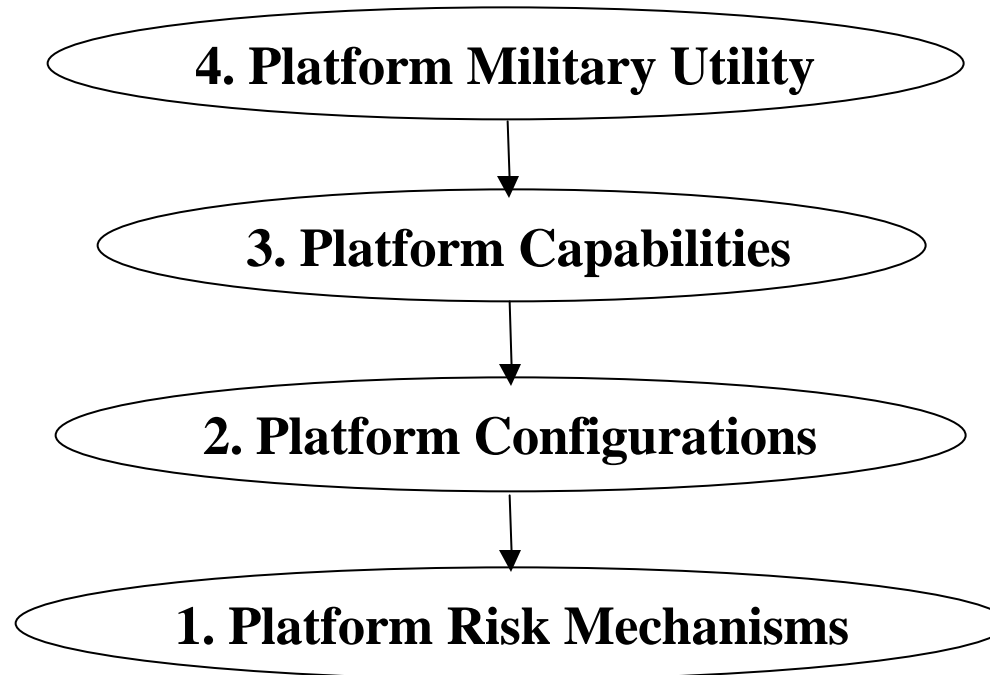 4. Platform Military Utility
3. Platform Capabilities
2. Platform Configurations
1. Platform Risk Mechanisms